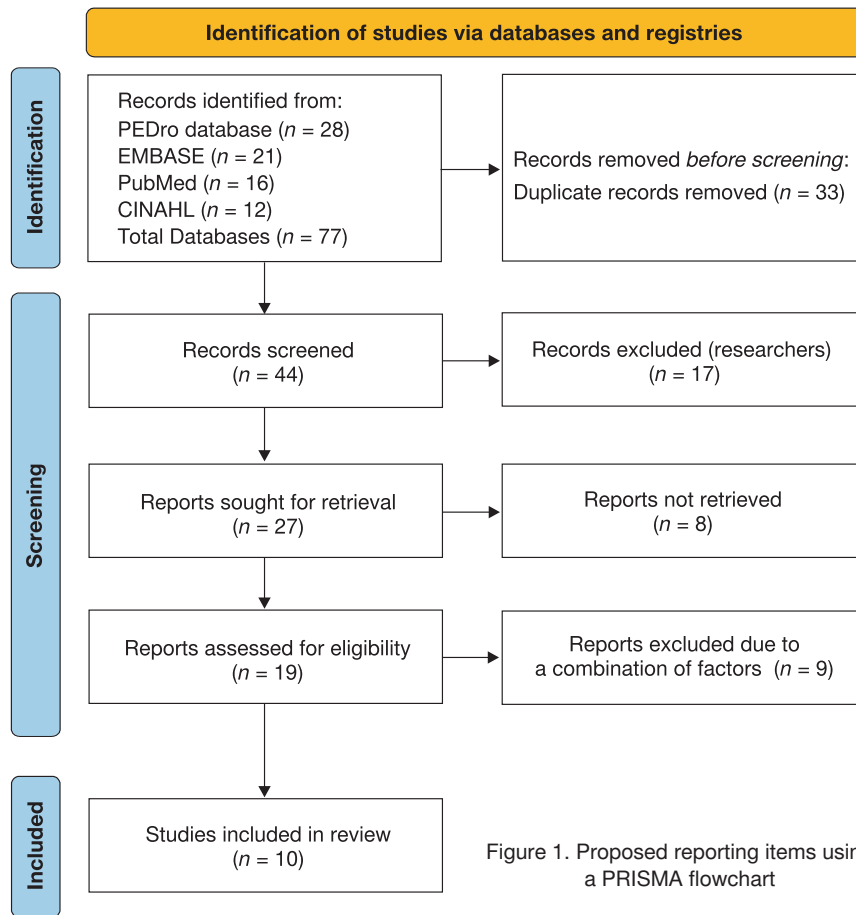 Identification of studies via databases and registries
Identification
Records identified from:
PEDro database (n = 28)
EMBASE (n = 21)
PubMed (n = 16)
CINAHL (n = 12)
Total Databases (n = 77)
Records removed before screening:
Duplicate records removed (n = 33)
Screening
Records screened
(n = 44)
Records excluded (researchers)
(n = 17)
Reports sought for retrieval
(n = 27)
Reports not retrieved
(n = 8)
Reports assessed for eligibility
(n = 19)
Reports excluded due to
a combination of factors (n = 9)
Included
Studies included in review
(n = 10)
Figure 1. Proposed reporting items usin
a PRISMA flowchart